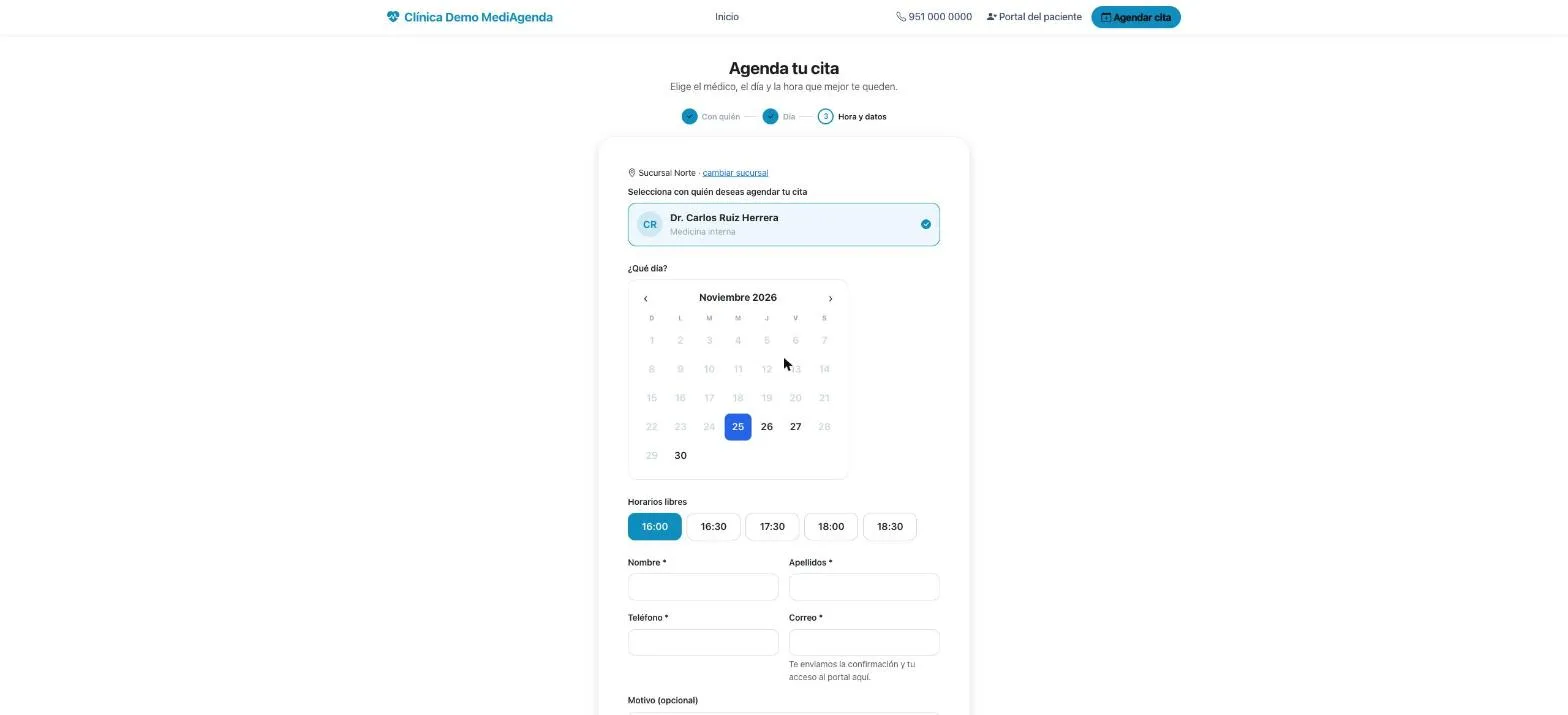 Clínica Demo MediAgenda Inicio 951 000 0000 Portal del paciente Agendar cita
Agenda tu cita
Elige el médico, el día y la hora que mejor te queden.
Con quién Día 3 Hora y datos
Sucursal Norte · cambiar sucursal
Selecciona con quién deseas agendar tu cita
CR
Dr. Carlos Ruiz Herrera
Medicina interna
¿Qué día?
‹ Noviembre 2026 ›
D L M M J V S
1 2 3 4 5 6 7
8 9 10 11 12 13 14
15 16 17 18 19 20 21
22 23 24 25 26 27 28
29 30
Horarios libres
16:00 16:30 17:30 18:00 18:30
Nombre * Apellidos *
Teléfono * Correo *
Te enviamos la confirmación y tu
acceso al portal aquí.
Motivo (opcional)